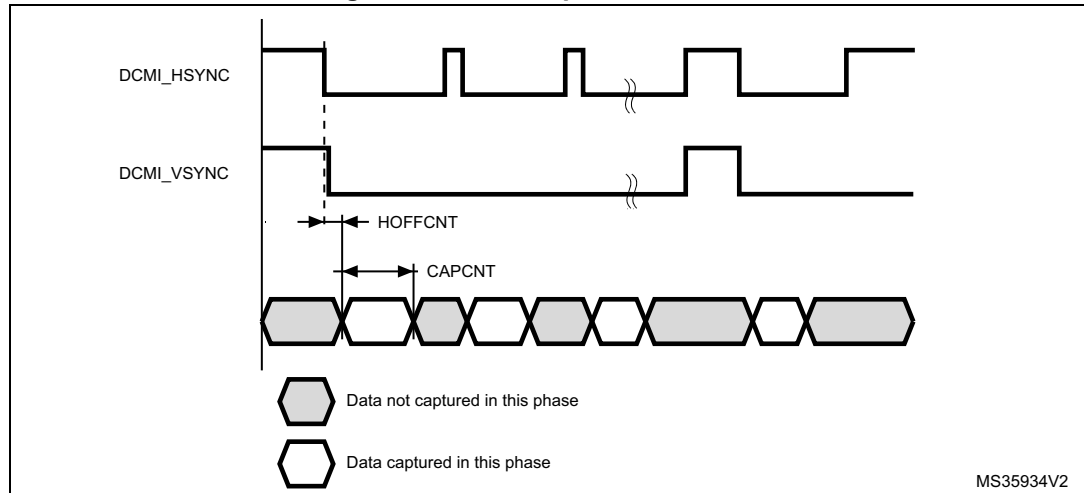 DCMI_HSYNC
DCMI_VSYNC
HOFFCNT
CAPCNT
Data not captured in this phase
Data captured in this phase
MS35934V2